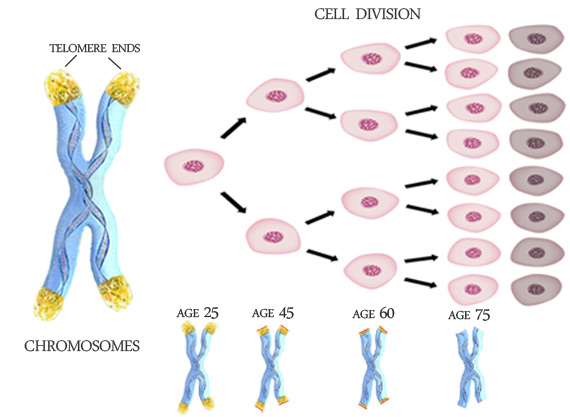 CELL DIVISION
TELOMERE ENDS
AGE 25
AGE 45
AGE 60
AGE 75
CHROMOSOMES